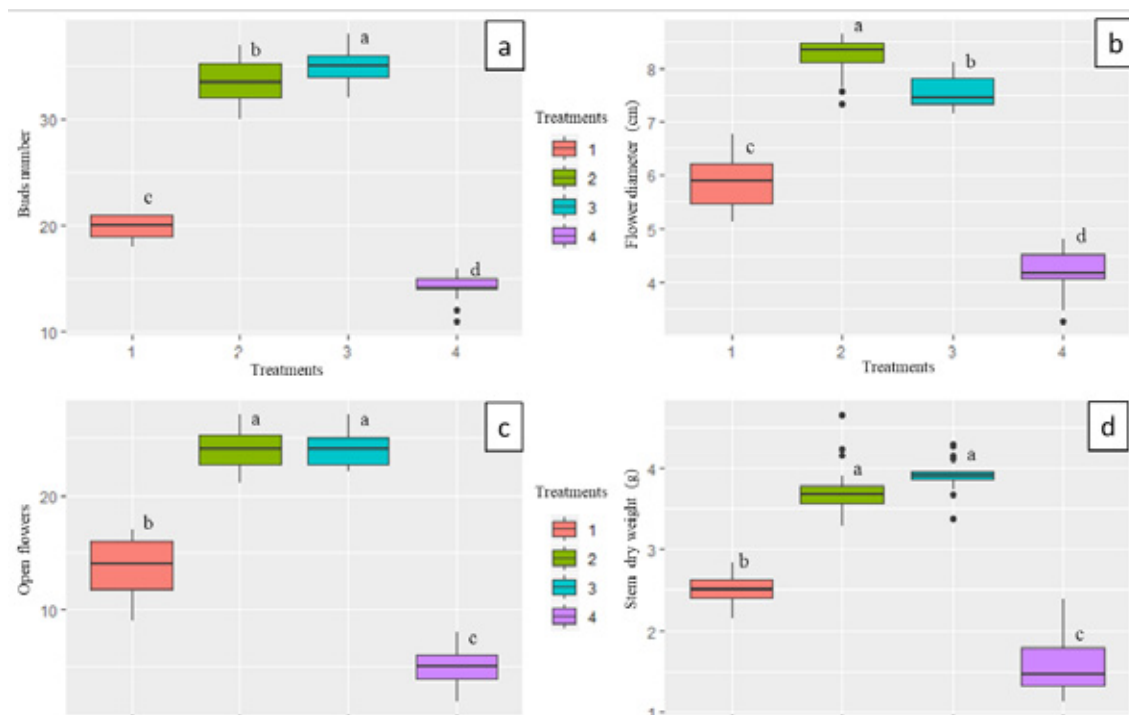 a
b
a
c
d
30
20
10
Buds number
1 2 3 4
Treatments
Treatments
1
2
3
4
b
a
b
c
d
8
7
6
5
4
Flower diameter (cm)
1 2 3 4
Treatments
c
a
a
b
c
20
10
Open flowers
Treatments
1
2
3
4
d
a
a
b
c
4
3
2
1
Stem dry weight (g)